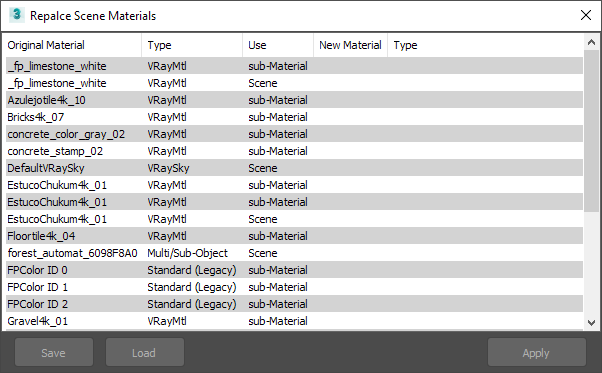 3 Repalce Scene Materials
Original Material Type Use New Material Type
_fp_limestone_white VRayMtl sub-Material
_fp_limestone_white VRayMtl Scene
Azulejotile4k_10 VRayMtl sub-Material
Bricks4k_07 VRayMtl sub-Material
concrete_color_gray_02 VRayMtl sub-Material
concrete_stamp_02 VRayMtl sub-Material
DefaultVRaySky VRaySky Scene
EstucoChukum4k_01 VRayMtl sub-Material
EstucoChukum4k_01 VRayMtl sub-Material
EstucoChukum4k_01 VRayMtl Scene
Floortile4k_04 VRayMtl sub-Material
forest_automat_6098F8A0 Multi/Sub-Object Scene
FPColor ID 0 Standard (Legacy) sub-Material
FPColor ID 1 Standard (Legacy) sub-Material
FPColor ID 2 Standard (Legacy) sub-Material
Gravel4k_01 VRayMtl sub-Material
Save Load Apply